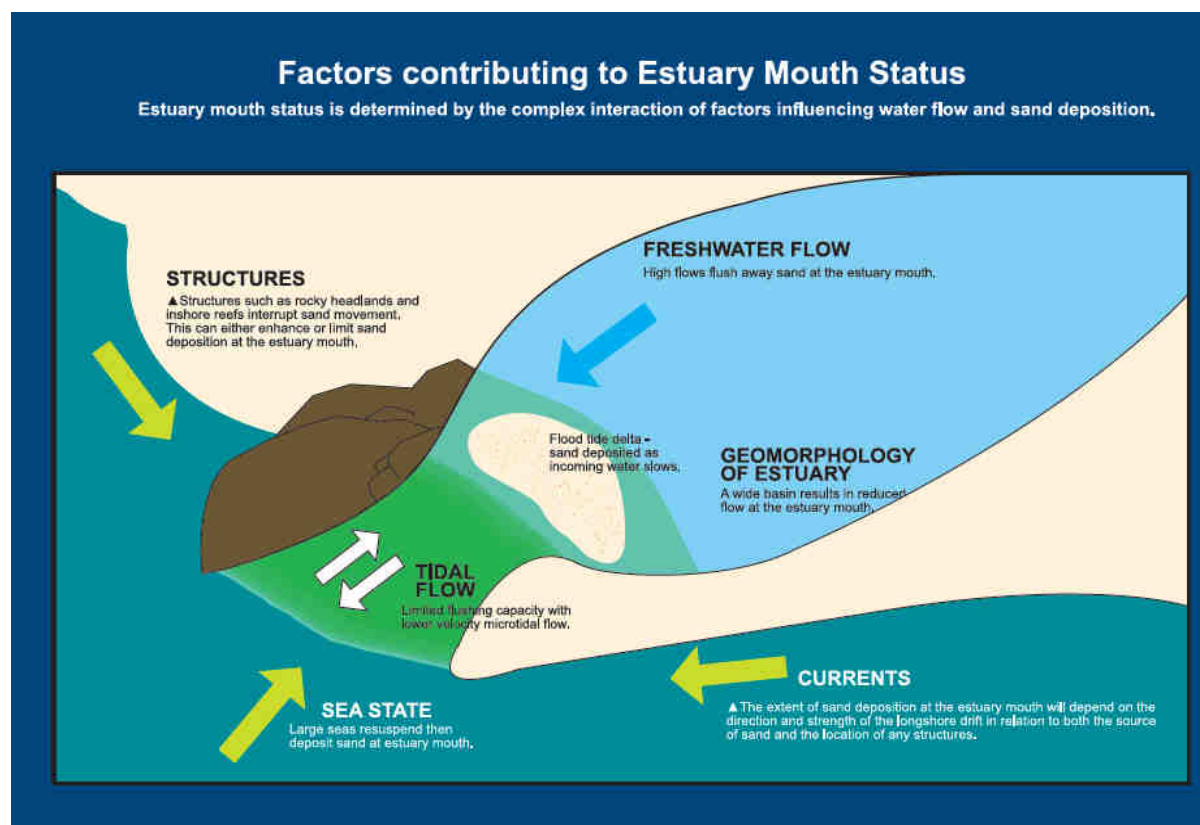 Factors contributing to Estuary Mouth Status
Estuary mouth status is determined by the complex interaction of factors influencing water flow and sand deposition.
STRUCTURES
▲Structures such as rocky headlands and
inshore reefs interrupt sand movement.
This can either enhance or limit sand
deposition at the estuary mouth.
FRESHWATER FLOW
High flows flush away sand at the estuary mouth.
Flood tide delta -
sand deposited as
incoming water slows.
GEOMORPHOLOGY
OF ESTUARY
A wide basin results in reduced
flow at the estuary mouth.
TIDAL
FLOW
Limited flushing capacity with
lower velocity microtidal flow.
SEA STATE
Large seas resuspend then
deposit sand at estuary mouth.
CURRENTS
▲The extent of sand deposition at the estuary mouth will depend on the
direction and strength of the longshore drift in relation to both the source
of sand and the location of any structures.